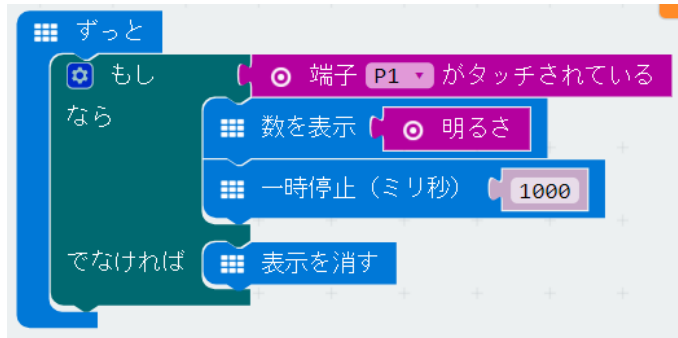 ずっと
もし 端子 P1 がタッチされている
なら 数を表示 明るさ
一時停止（ミリ秒） 1000
でなければ 表示を消す